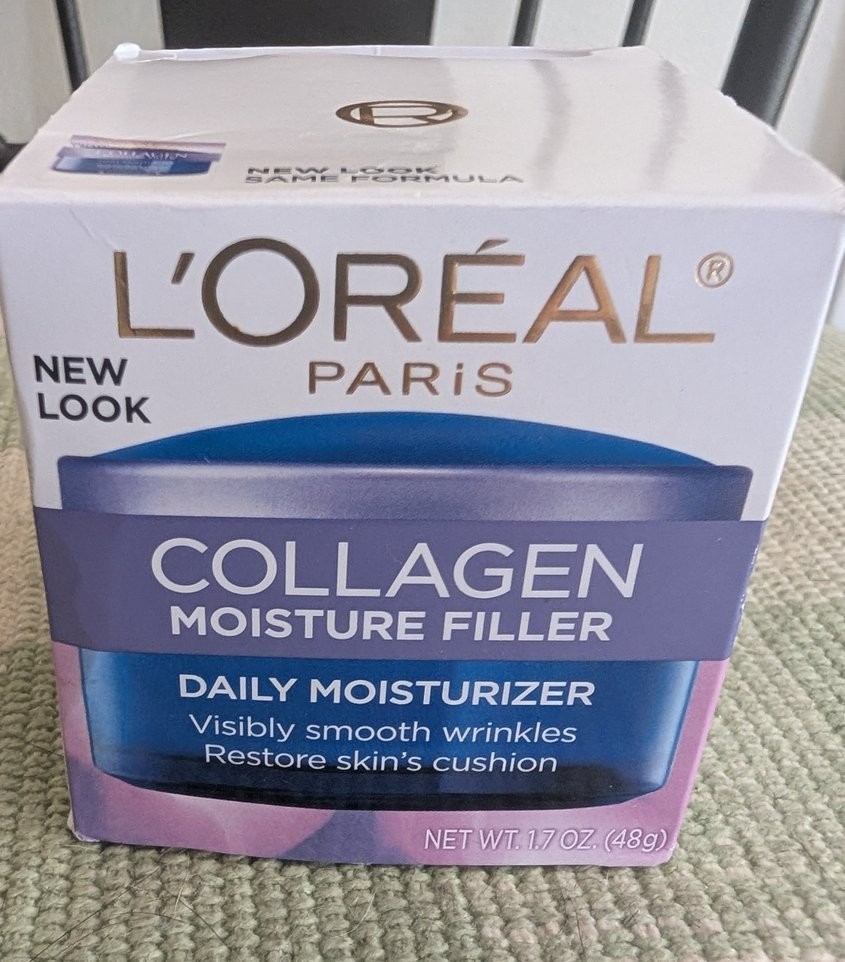 COLLAGEN
NEW LOOK
SAME FORMULA
L'ORÉAL®
PARiS
NEW
LOOK
COLLAGEN
MOISTURE FILLER
DAILY MOISTURIZER
Visibly smooth wrinkles
Restore skin's cushion
NET WT. 1.7 OZ. (48g)